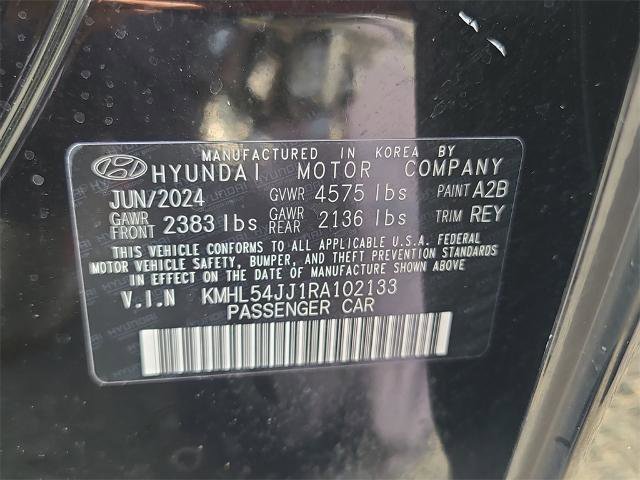 MANUFACTURED IN KOREA BY
HYUNDAI MOTOR COMPANY
JUN/2024 GVWR 4575 lbs PAINT A2B
GAWR FRONT 2383 lbs GAWR REAR 2136 lbs TRIM REY
THIS VEHICLE CONFORMS TO ALL APPLICABLE U.S.A. FEDERAL
MOTOR VEHICLE SAFETY, BUMPER, AND THEFT PREVENTION STANDARDS
IN EFFECT ON THE DATE OF MANUFACTURE SHOWN ABOVE
V.I.N KMHL54JJ1RA102133
PASSENGER CAR